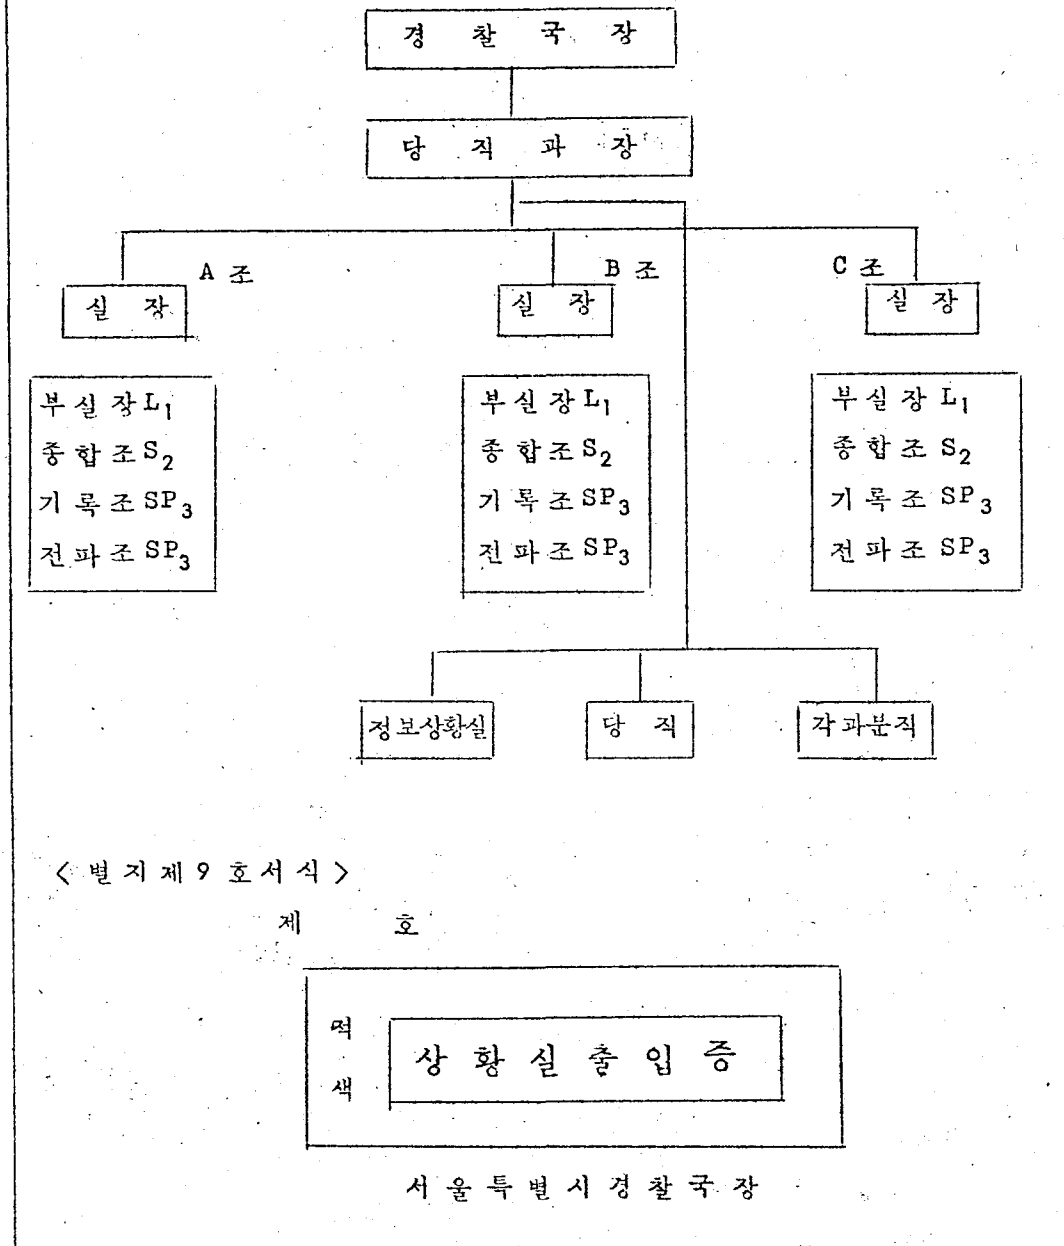 경 찰 국 장
당 직 과 장
A 조 B 조 C 조
실 장 실 장 실 장
부 실 장 L1 부 실 장 L1 부 실 장 L1
종 합 조 S2 종 합 조 S2 종 합 조 S2
기 록 조 SP3 기 록 조 SP3 기 록 조 SP3
전 파 조 SP3 전 파 조 SP3 전 파 조 SP3
정보상황실 당 직 각과분직
< 별 지 제 9 호 서 식 >
제 호
적
색
상 황 실 출 입 증
서 울 특 별 시 경 찰 국 장